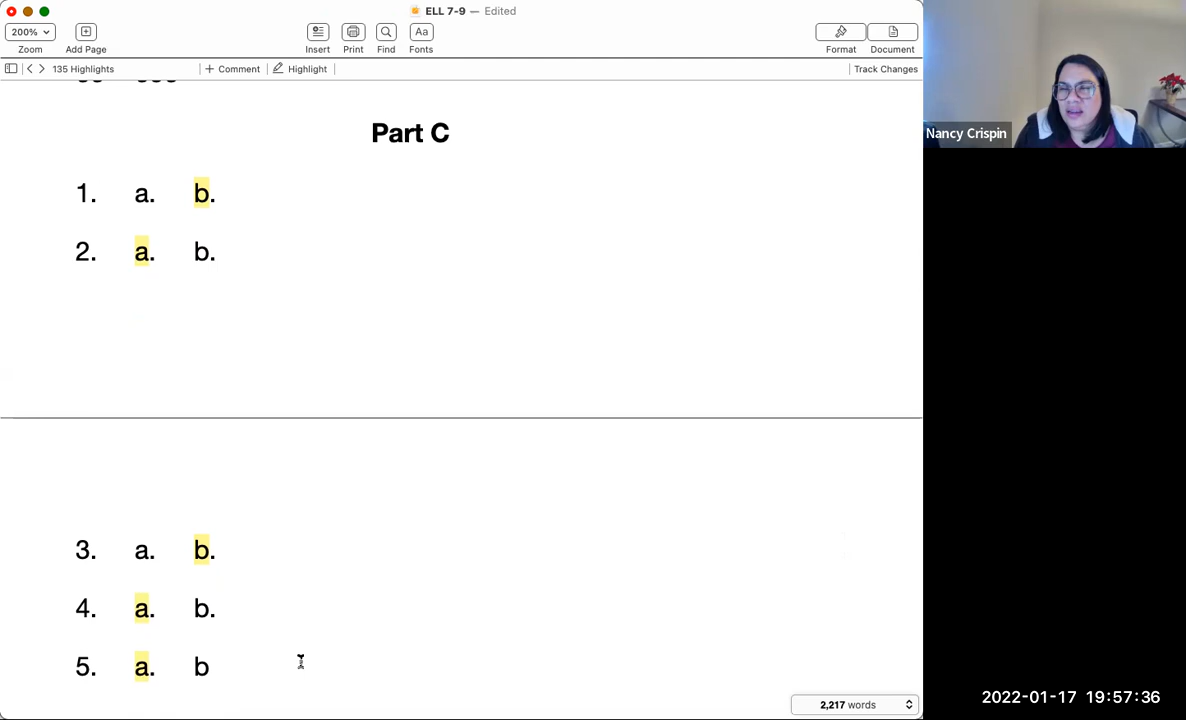 ELL 7-9 — Edited
200%
Zoom
Add Page
Insert
Print
Find
Aa
Fonts
Format
Document
135 Highlights
+ Comment
Highlight
Track Changes
Part C
1. a. b.
2. a. b.
3. a. b.
4. a. b.
5. a. b
2,217 words
Nancy Crispin
2022-01-17 19:57:36